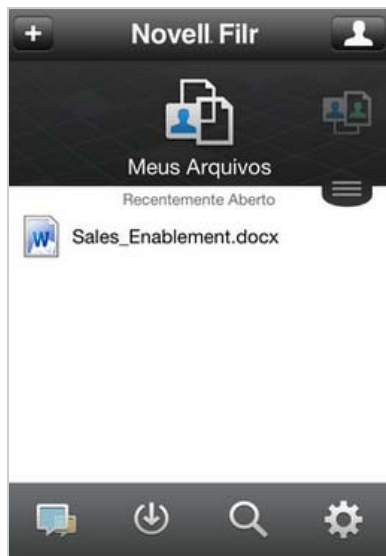 Novell Filr
Meus Arquivos
Recentemente Aberto
W
Sales_Enablement.docx